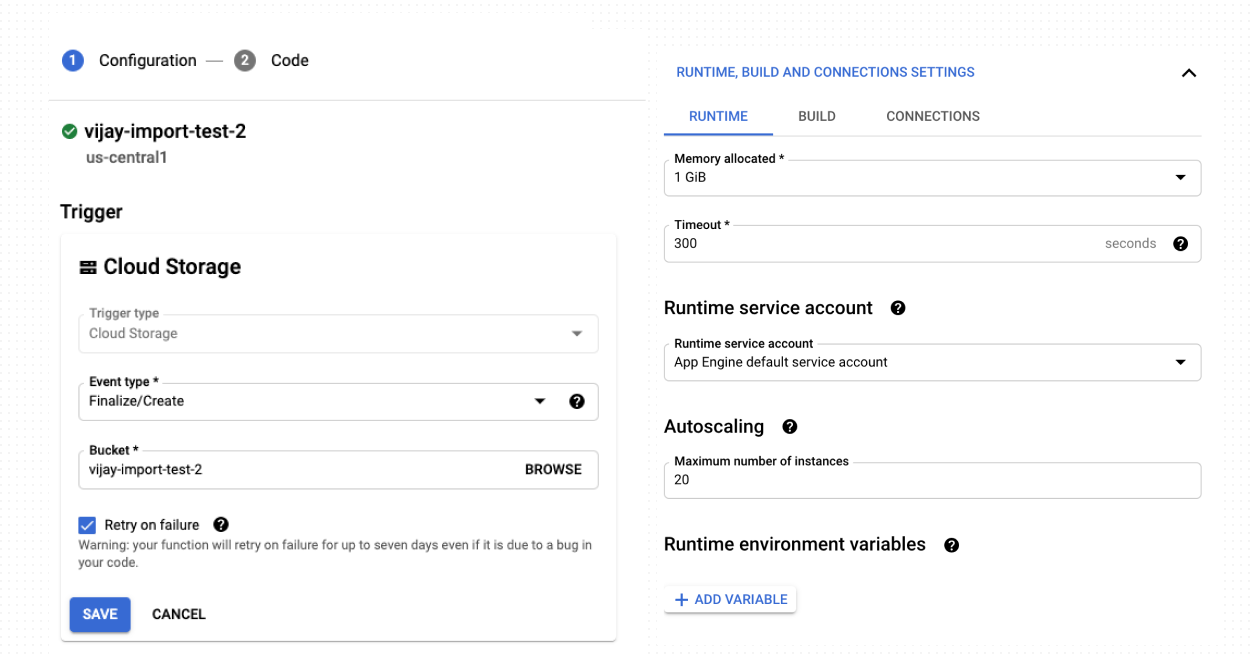 1 Configuration — 2 Code
vijay-import-test-2
us-central1
Trigger
Cloud Storage
Trigger type
Cloud Storage
Event type *
Finalize/Create
Bucket *
vijay-import-test-2 BROWSE
Retry on failure
Warning: your function will retry on failure for up to seven days even if it is due to a bug in
your code.
SAVE CANCEL
RUNTIME, BUILD AND CONNECTIONS SETTINGS
RUNTIME BUILD CONNECTIONS
Memory allocated *
1 GiB
Timeout *
300 seconds
Runtime service account
Runtime service account
App Engine default service account
Autoscaling
Maximum number of instances
20
Runtime environment variables
+ ADD VARIABLE